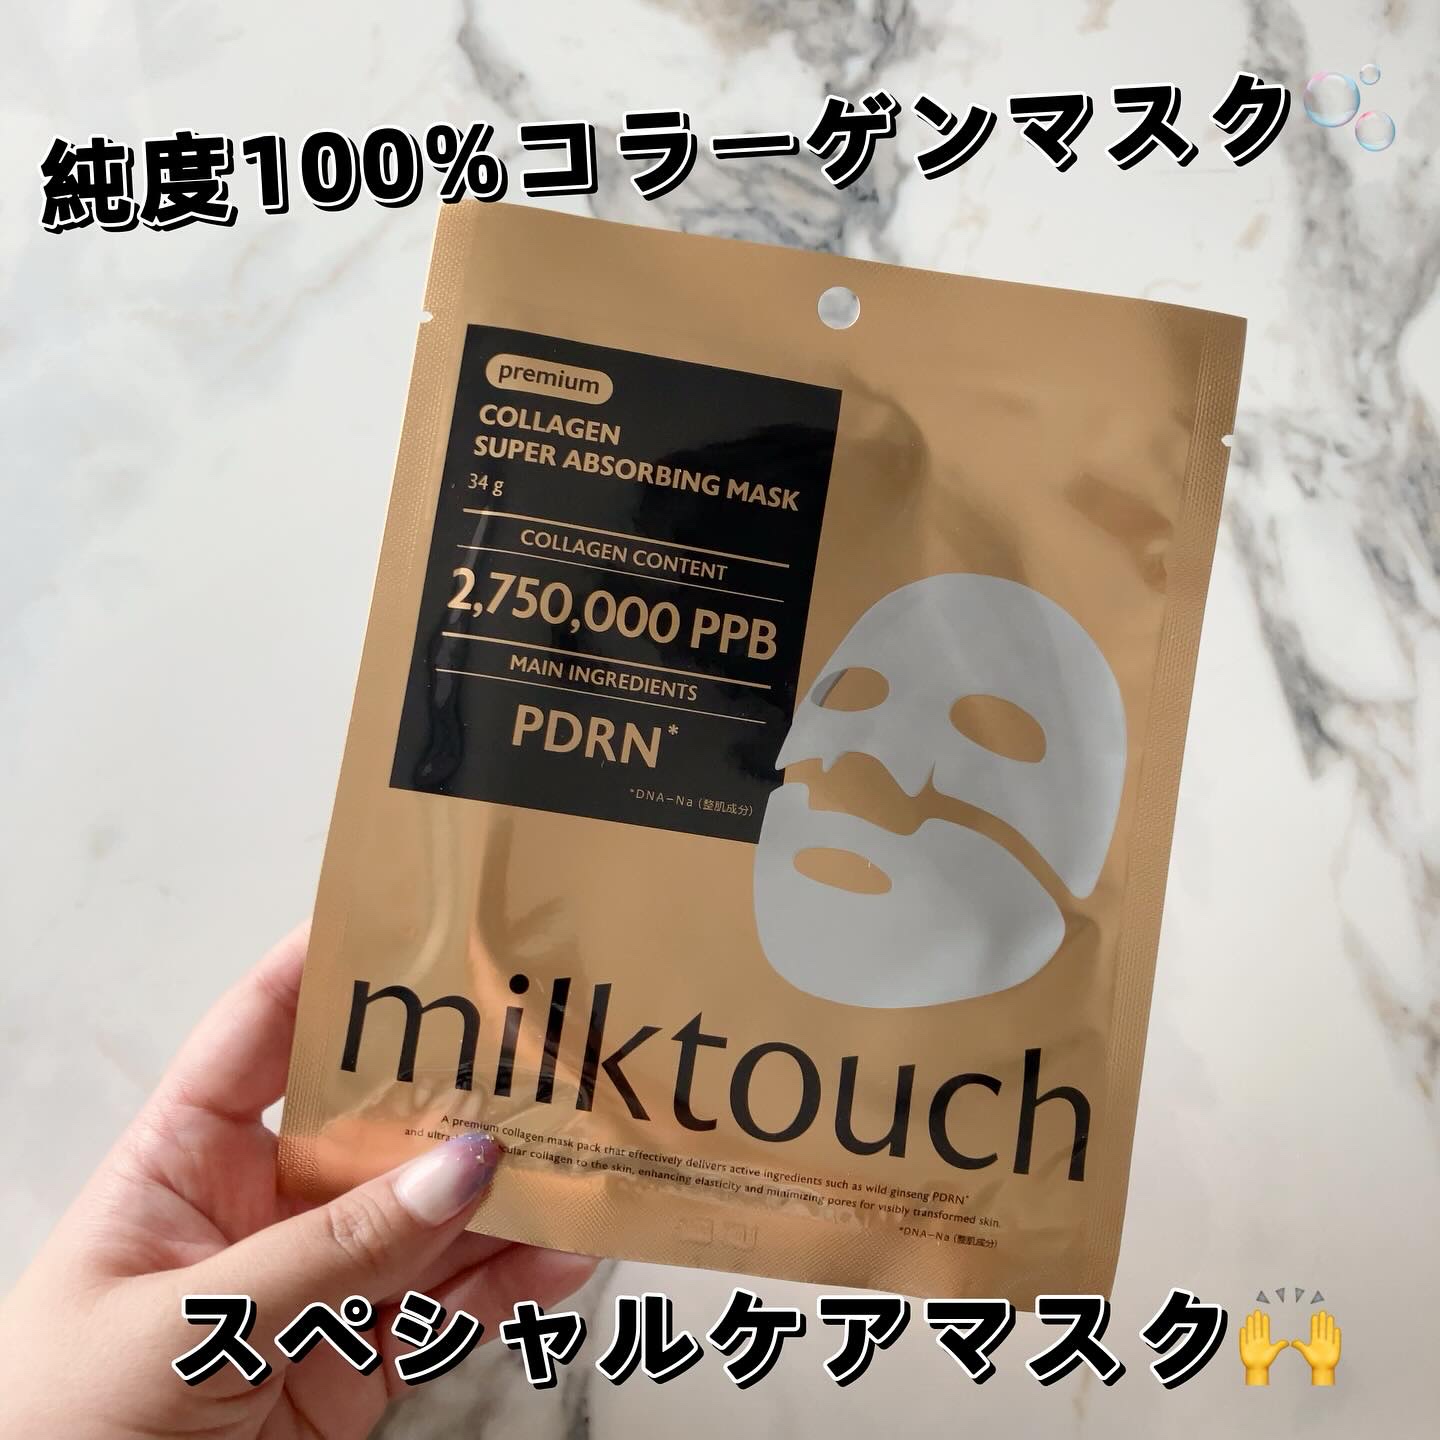 純度100%コラーゲンマスク🫧
premium
COLLAGEN
SUPER ABSORBING MASK
34 g
COLLAGEN CONTENT
2,750,000 PPB
MAIN INGREDIENTS
PDRN*
*DNA-Na (整肌成分)
milktouch
A premium collagen mask pack that effectively delivers active ingredients such as wild ginseng PDRN*
and collagen to the skin, enhancing elasticity and minimizing pores for visibly transformed skin.
*DNA-Na (整肌成分)
スペシャルケアマスク🙌